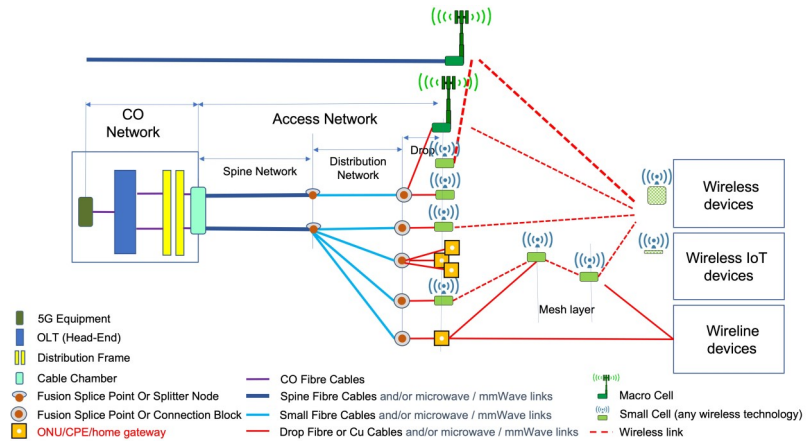 CO
Network
Access Network
Spine Network
Distribution
Network
Drop
Wireless
devices
Wireless IoT
devices
Mesh layer
Wireline
devices
5G Equipment
OLT (Head-End)
Distribution Frame
Cable Chamber
Fusion Splice Point Or Splitter Node
Fusion Splice Point Or Connection Block
ONU/CPE/home gateway
CO Fibre Cables
Spine Fibre Cables and/or microwave / mmWave links
Small Fibre Cables and/or microwave / mmWave links
Drop Fibre or Cu Cables and/or microwave / mmWave links
Macro Cell
Small Cell (any wireless technology)
Wireless link